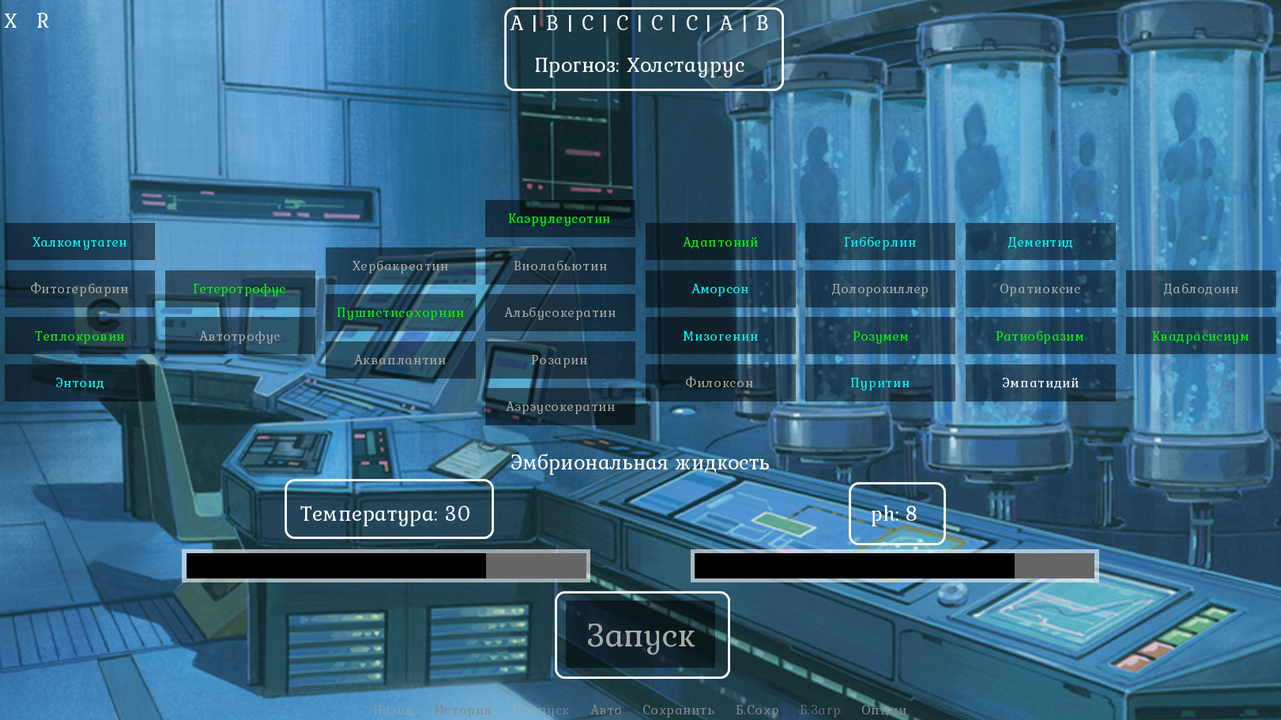 X R
A | B | C | C | C | C | A | B
Прогноз: Холстаурус
Каэрулеусотин
Халкомутаген
Адаптоний
Гибберлин
Дементид
Хербакреатин
Виолабьютин
Фитогербарин
Гетеротрофус
Аморсон
Долорокиллер
Оратиоксис
Даблодоин
Пушистисохорнин
Альбусокератин
Теплокровин
Автотрофус
Мизогенин
Розумем
Ратиобразим
Квадрасисиум
Акваплантин
Розарин
Энтоид
Филоксон
Пуритин
Эмпатидий
Аэрэусокератин
Эмбриональная жидкость
Температура: 30
ph: 8
Запуск
Назад История Авто Сохранить Б.Сохр Б.Загр Опции